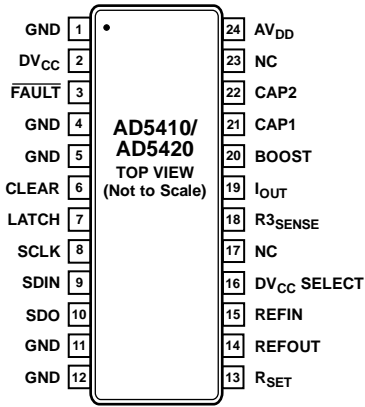 GND 1
DVCC 2
FAULT 3
GND 4
GND 5
CLEAR 6
LATCH 7
SCLK 8
SDIN 9
SDO 10
GND 11
GND 12
AD5410/
AD5420
TOP VIEW
(Not to Scale)
24 AVDD
23 NC
22 CAP2
21 CAP1
20 BOOST
19 IOUT
18 R3SENSE
17 NC
16 DVCC SELECT
15 REFIN
14 REFOUT
13 RSET